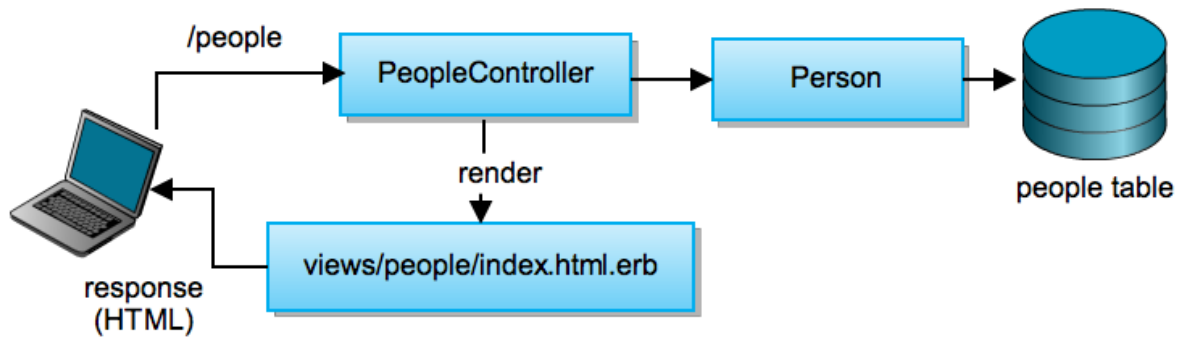 /people
PeopleController
Person
render
people table
views/people/index.html.erb
response
(HTML)